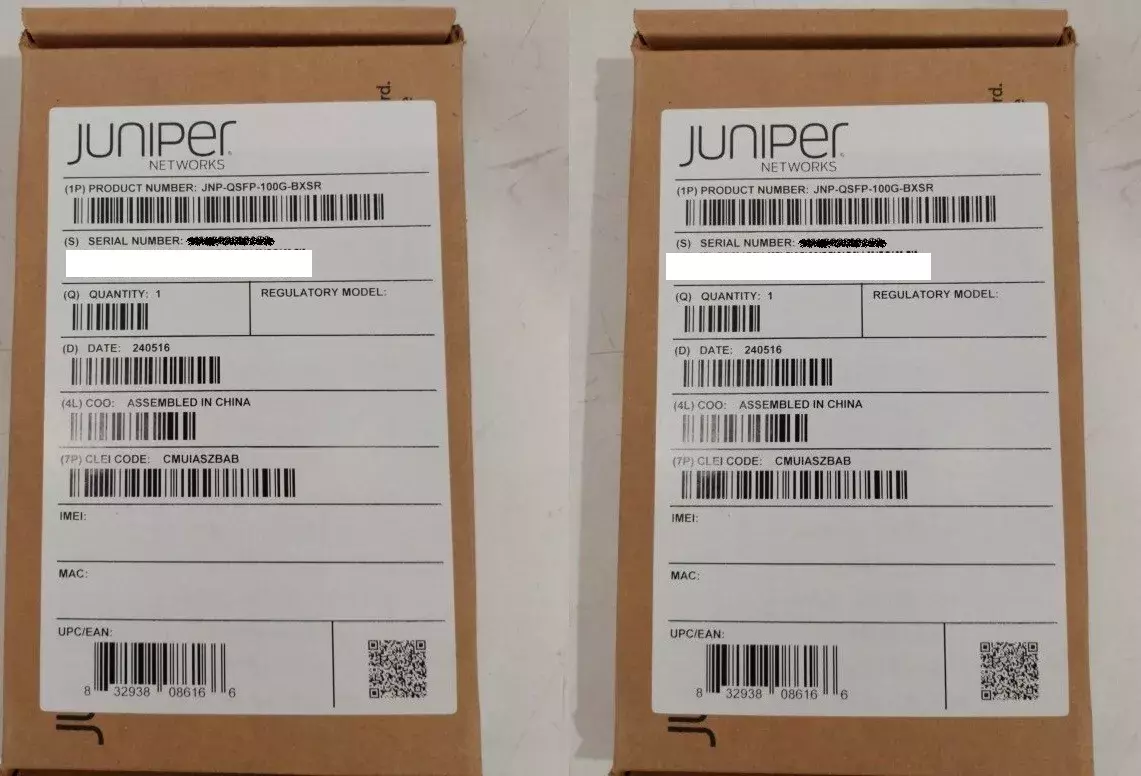 rd.
JUNIPer
NETWORKS
(1P) PRODUCT NUMBER: JNP-QSFP-100G-BXSR
(S) SERIAL NUMBER:
(Q) QUANTITY: 1
REGULATORY MODEL:
(D) DATE: 240516
(4L) COO: ASSEMBLED IN CHINA
(7P) CLEI CODE: CMUIASZBAB
IMEI:
MAC:
UPC/EAN:
8 32938 08616 6
rd.
JUNIPer
NETWORKS
(1P) PRODUCT NUMBER: JNP-QSFP-100G-BXSR
(S) SERIAL NUMBER:
(Q) QUANTITY: 1
REGULATORY MODEL:
(D) DATE: 240516
(4L) COO: ASSEMBLED IN CHINA
(7P) CLEI CODE: CMUIASZBAB
IMEI:
MAC:
UPC/EAN:
8 32938 08616 6